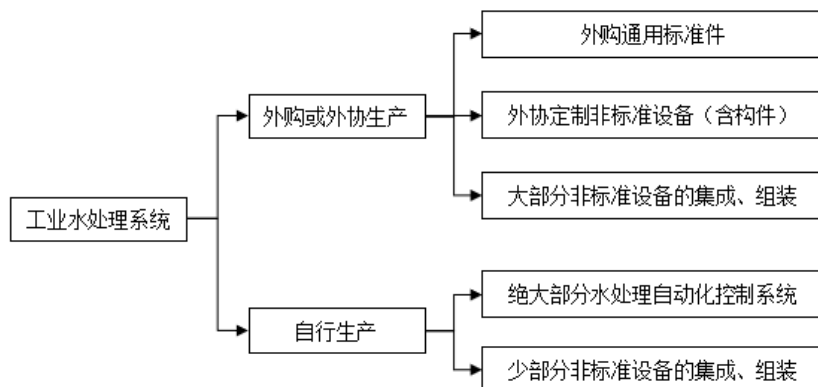 外购通用标准件
外购或外协生产
外协定制非标准设备（含构件）
大部分非标准设备的集成、组装
工业水处理系统
绝大部分水处理自动化控制系统
自行生产
少部分非标准设备的集成、组装